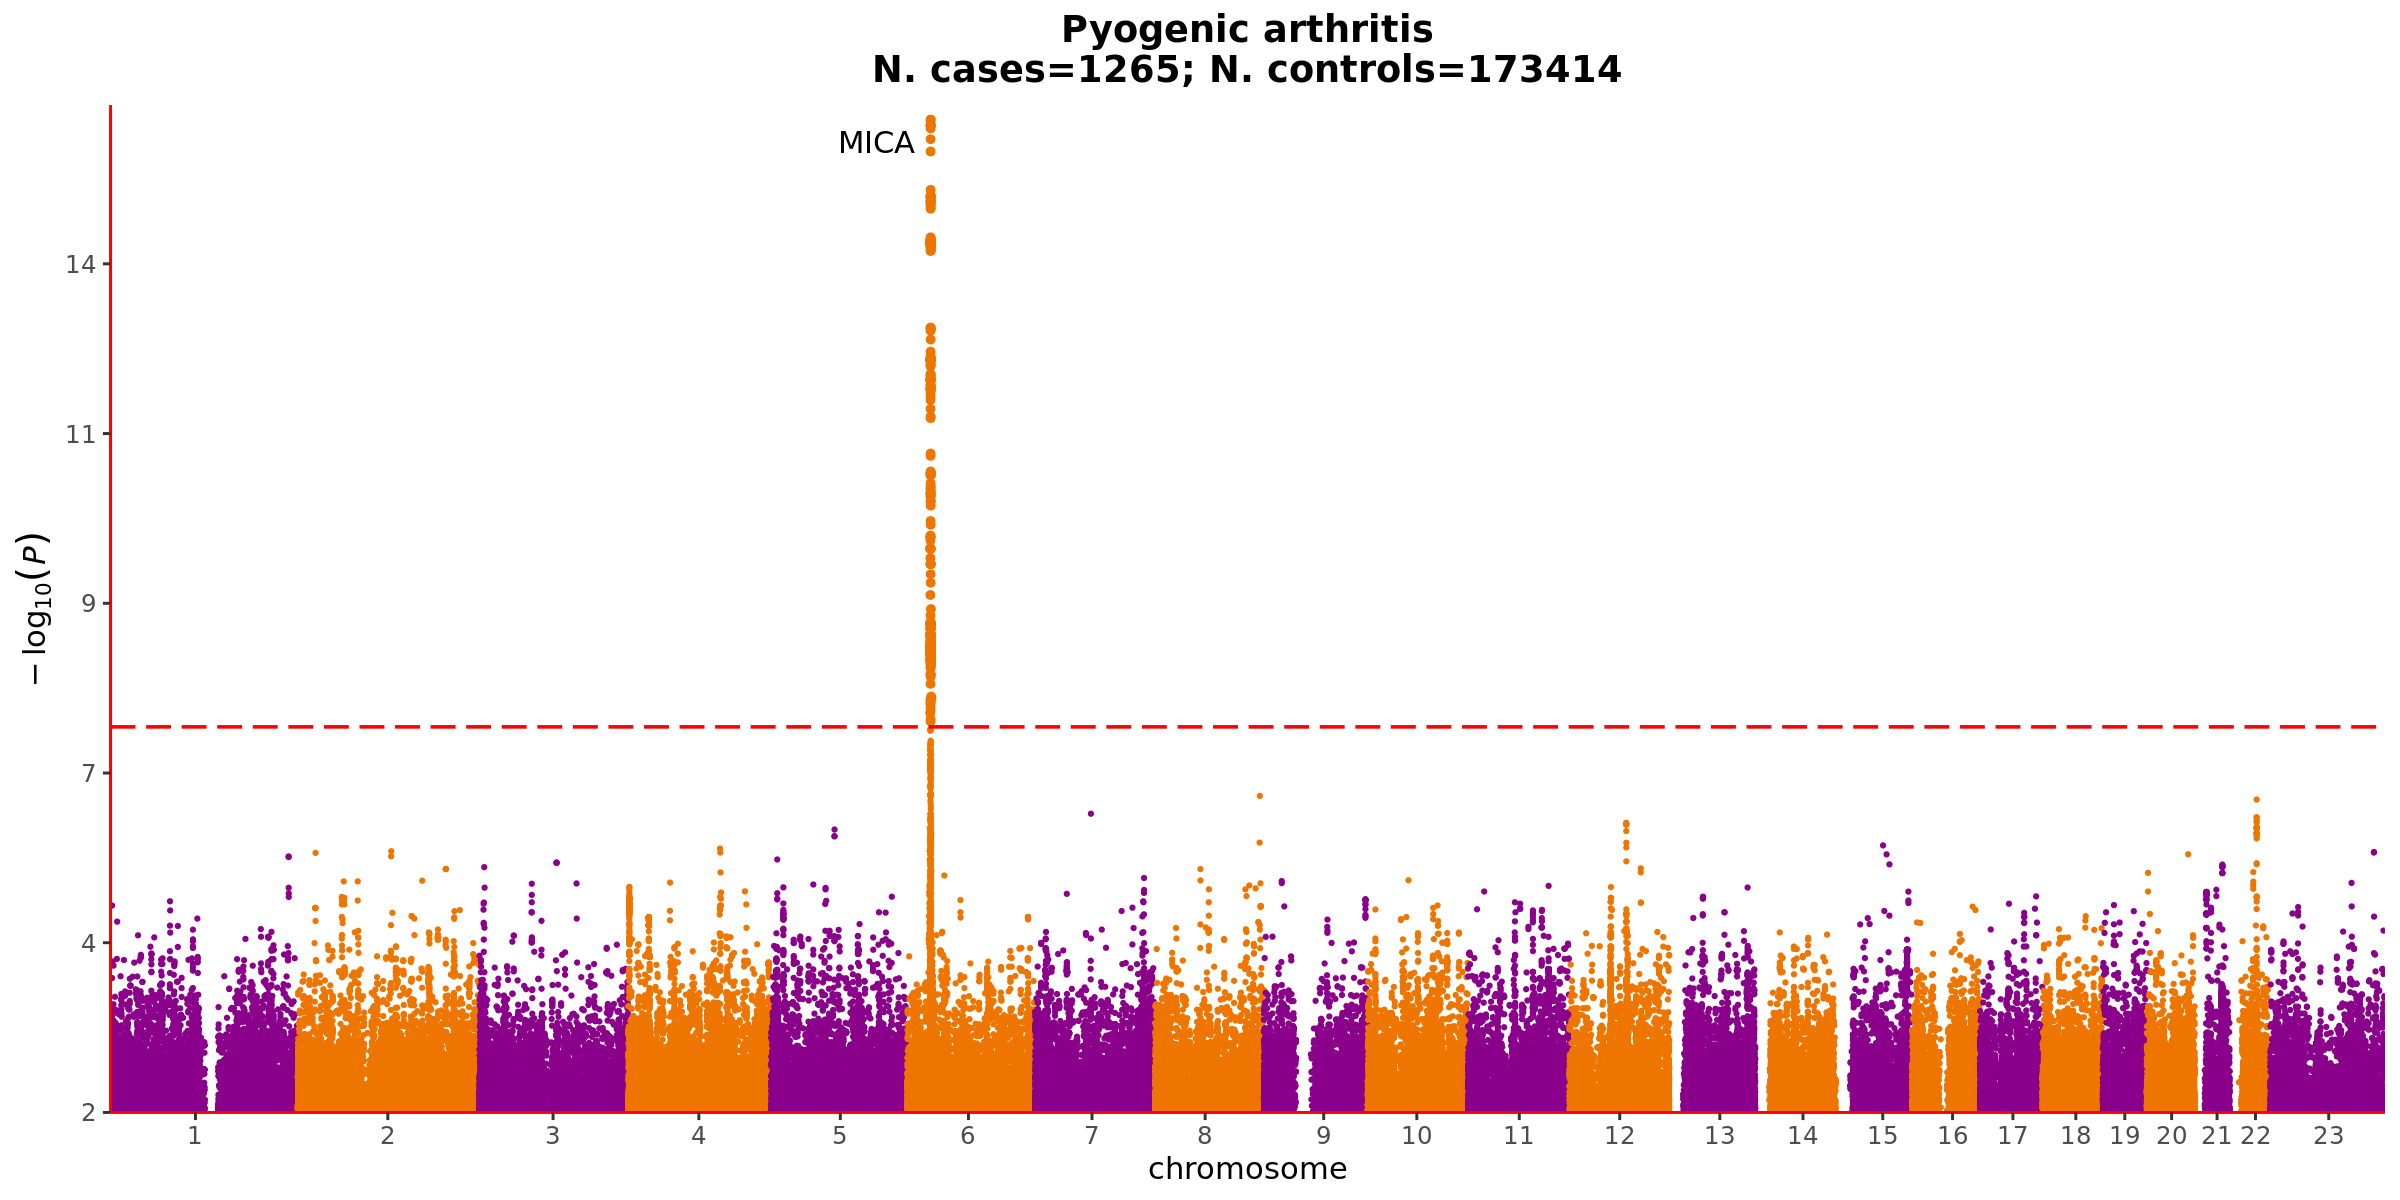 Pyogenic arthritis
N. cases=1265; N. controls=173414
MICA
14
11
9
7
4
2
−log10(P)
1 2 3 4 5 6 7 8 9 10 11 12 13 14 15 16 17 18 19 20 21 22 23
chromosome